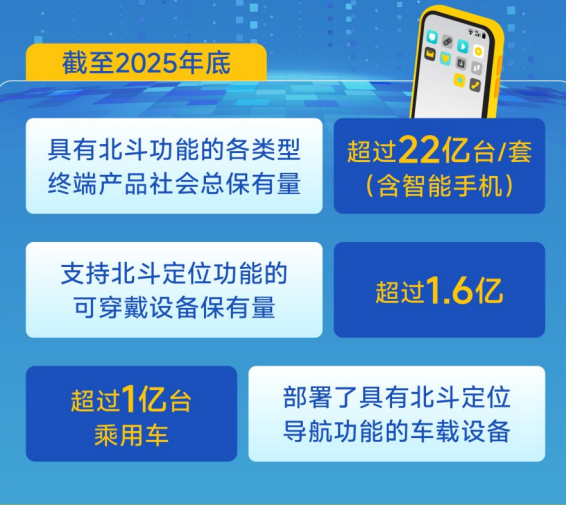 截至2025年底
具有北斗功能的各类型
终端产品社会总保有量
超过22亿台/套
（含智能手机）
支持北斗定位功能的
可穿戴设备保有量
超过1.6亿
超过1亿台
乘用车
部署了具有北斗定位
导航功能的车载设备